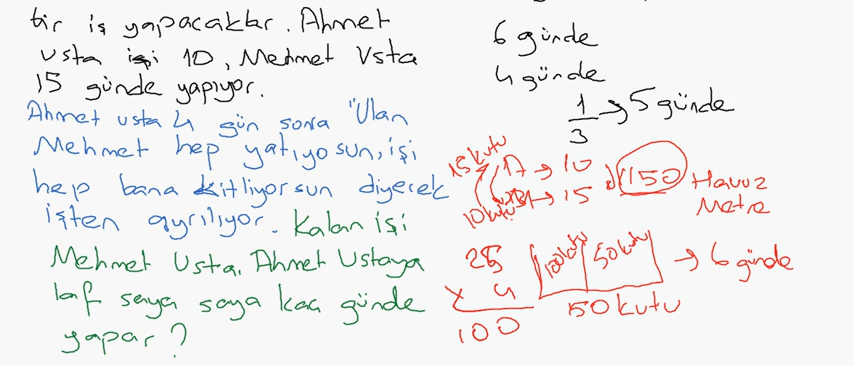 bir iş yapacaklar. Ahmet
usta işi 10, Mehmet Usta
15 günde yapıyor.
Ahmet usta 4 gün sonra "Ulan
Mehmet hep yatıyosun, işi
hep bana kitliyorsun diyerek
işten ayrılıyor. Kalan işi
Mehmet Usta, Ahmet Ustaya
laf saya saya kaç günde
yapar?
6 günde
4 günde
1/3 → 5 günde
15 kutu A → 10
10 kutu → 15
150
Havuz
Metre
25
x 4
100
100 kutu 50 kutu → 6 günde
50 kutu